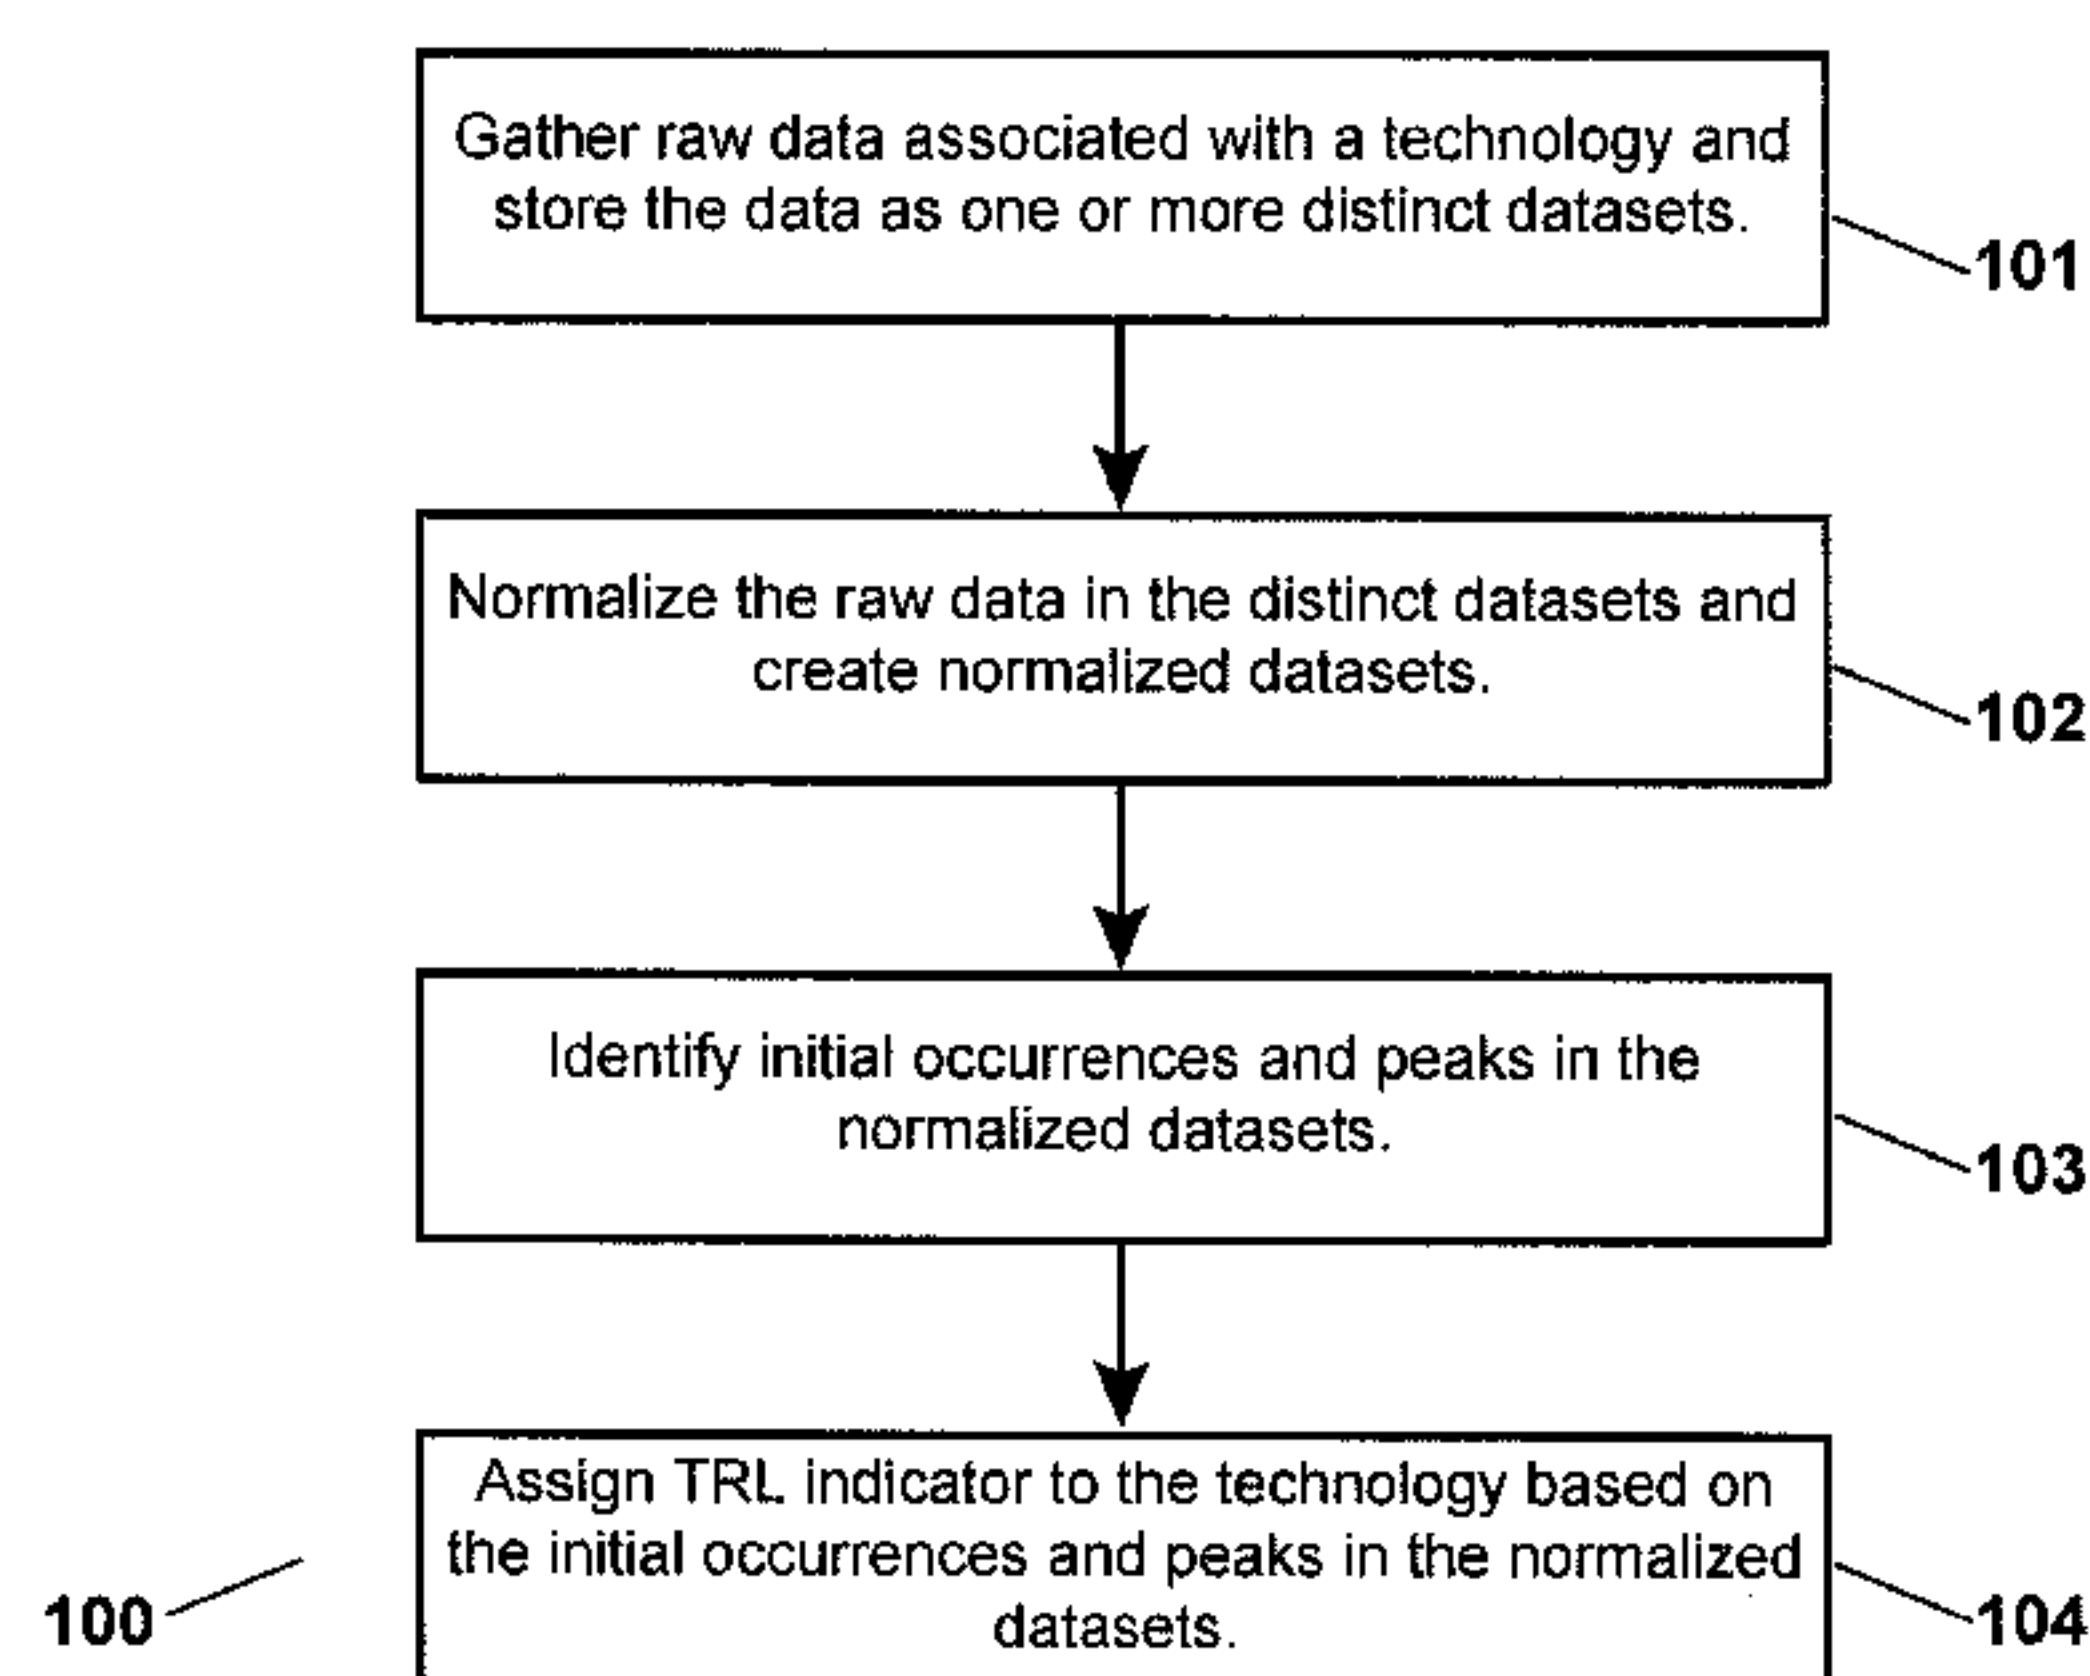 Gather raw data associated with a technology and
store the data as one or more distinct datasets.
101
Normalize the raw data in the distinct datasets and
create normalized datasets.
102
Identify initial occurrences and peaks in the
normalized datasets.
103
Assign TRL indicator to the technology based on
the initial occurrences and peaks in the normalized
datasets.
100
104